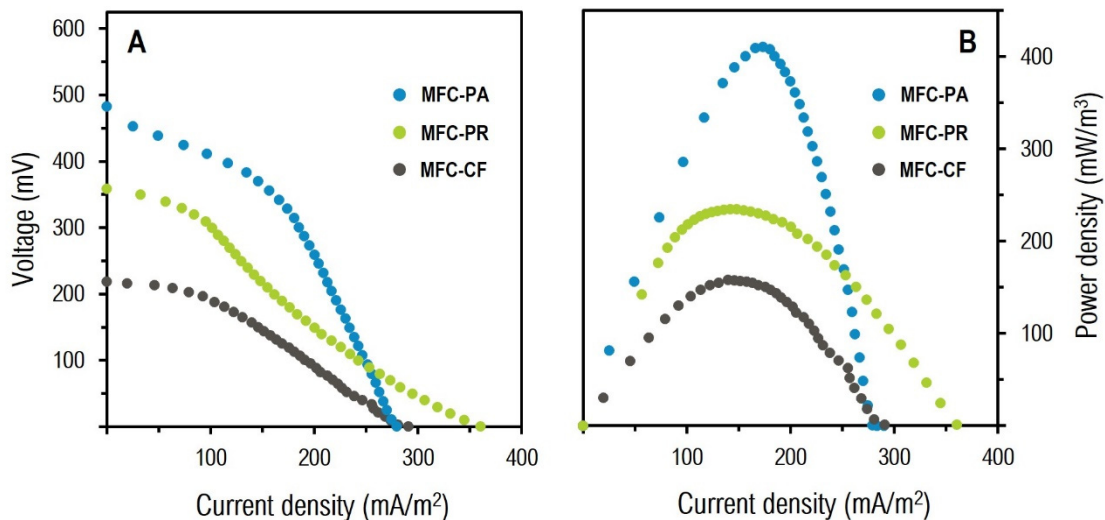 A
600
500
400
300
200
100
Voltage (mV)
MFC-PA
MFC-PR
MFC-CF
100
200
300
400
Current density (mA/m²)
B
MFC-PA
MFC-PR
MFC-CF
400
300
200
100
Power density (mW/m³)
100
200
300
400
Current density (mA/m²)